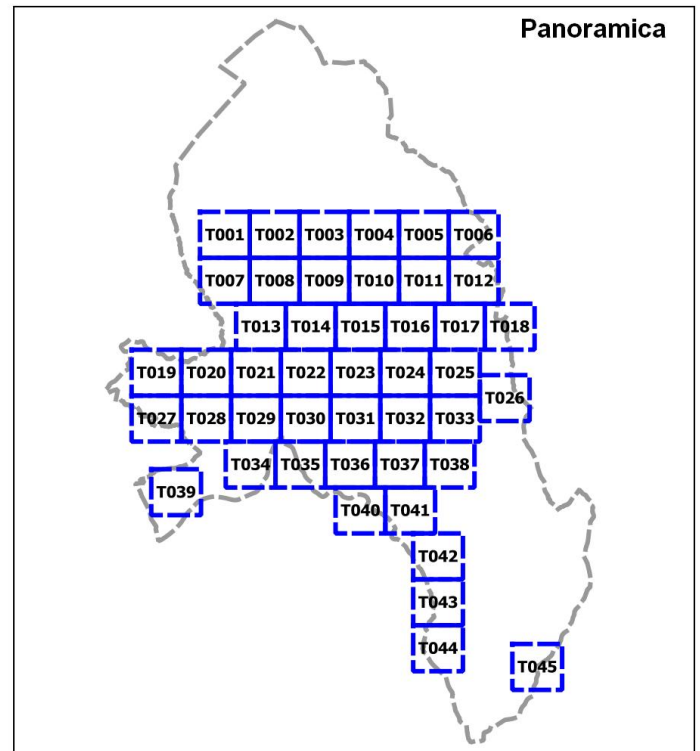 Panoramica
T001 T002 T003 T004 T005 T006
T007 T008 T009 T010 T011 T012
T013 T014 T015 T016 T017 T018
T019 T020 T021 T022 T023 T024 T025
T026
T027 T028 T029 T030 T031 T032 T033
T034 T035 T036 T037 T038
T039
T040 T041
T042
T043
T044
T045